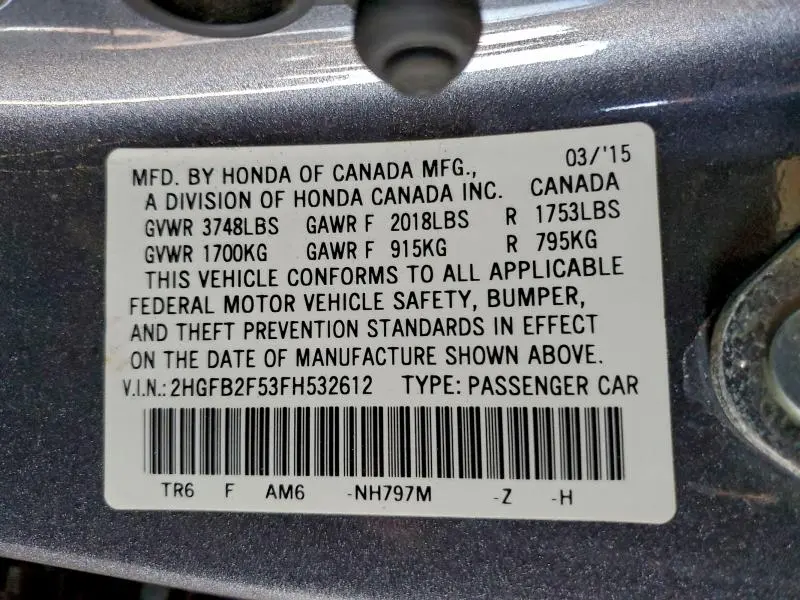 MFD. BY HONDA OF CANADA MFG., 03/'15
A DIVISION OF HONDA CANADA INC. CANADA
GVWR 3748LBS GAWR F 2018LBS R 1753LBS
GVWR 1700KG GAWR F 915KG R 795KG
THIS VEHICLE CONFORMS TO ALL APPLICABLE
FEDERAL MOTOR VEHICLE SAFETY, BUMPER,
AND THEFT PREVENTION STANDARDS IN EFFECT
ON THE DATE OF MANUFACTURE SHOWN ABOVE.
V.I.N.: 2HGFB2F53FH532612 TYPE: PASSENGER CAR
TR6 F AM6 -NH797M -Z -H